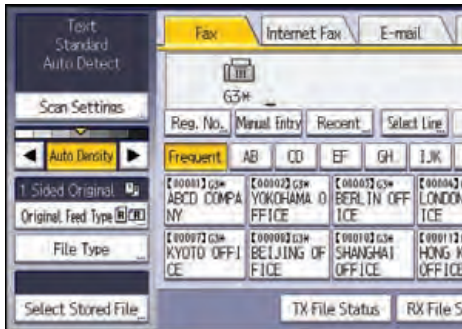 Text
Standard
Auto Detect
Scan Settings
Auto Density
1 Sided Original
Original Feed Type
File Type
Select Stored File
Fax
Internet Fax
E-mail
G3
Reg. No.
Manual Entry
Recent
Select Line
Frequent
AB
CD
EF
GH
IJK
[00001]G3
ABCD COMPA
NY
[00002]G3
YOKOHAMA O
FFICE
[00003]G3
BERLIN OFF
ICE
[00004]
LONDON
ICE
[00007]G3
KYOTO OFFI
CE
[00009]G3
BEIJING OF
FICE
[00010]G3
SHANGHAI
OFFICE
[00011]
HONG K
OFFICE
TX File Status
RX File S